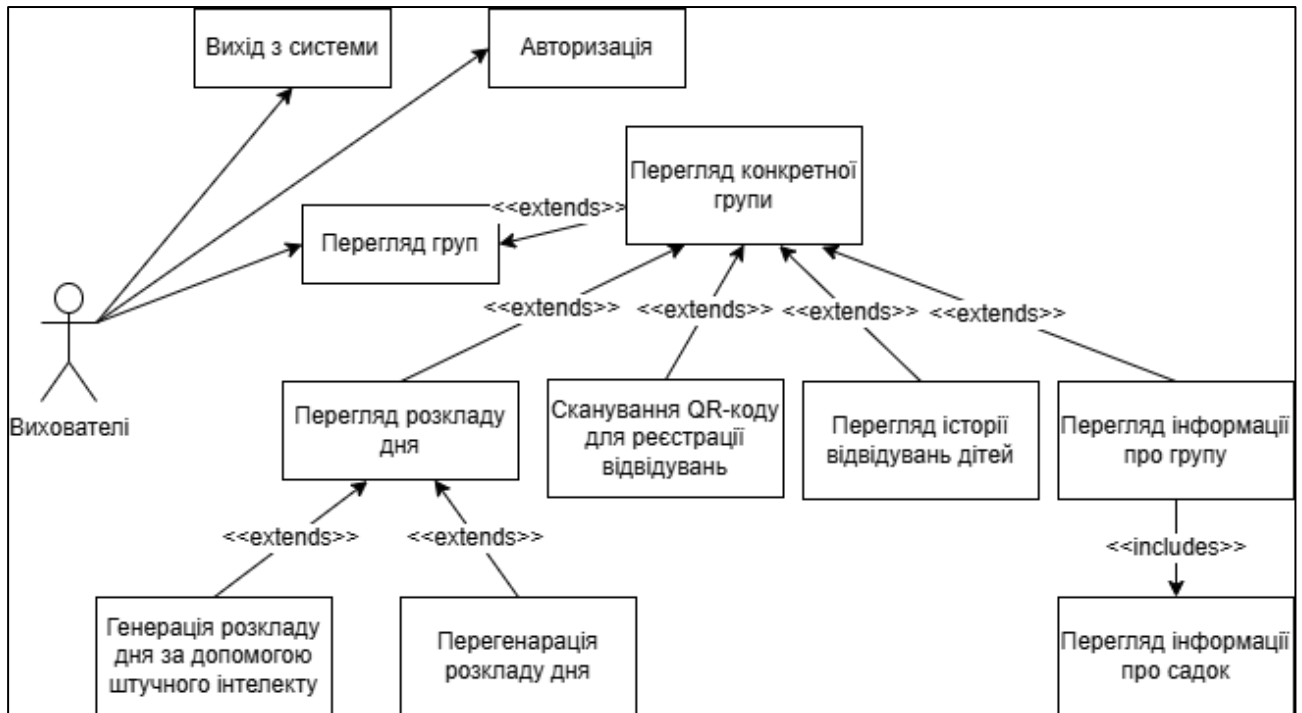 Вихід з системи
Авторизація
Перегляд конкретної
групи
<<extends>>
Перегляд груп
<<extends>>
<<extends>>
<<extends>>
<<extends>>
Вихователі
Перегляд розкладу
дня
Сканування QR-коду
для реєстрації
відвідувань
Перегляд історії
відвідувань дітей
Перегляд інформації
про групу
<<extends>>
<<extends>>
<<includes>>
Генерація розкладу
дня за допомогою
штучного інтелекту
Перегенарація
розкладу дня
Перегляд інформації
про садок